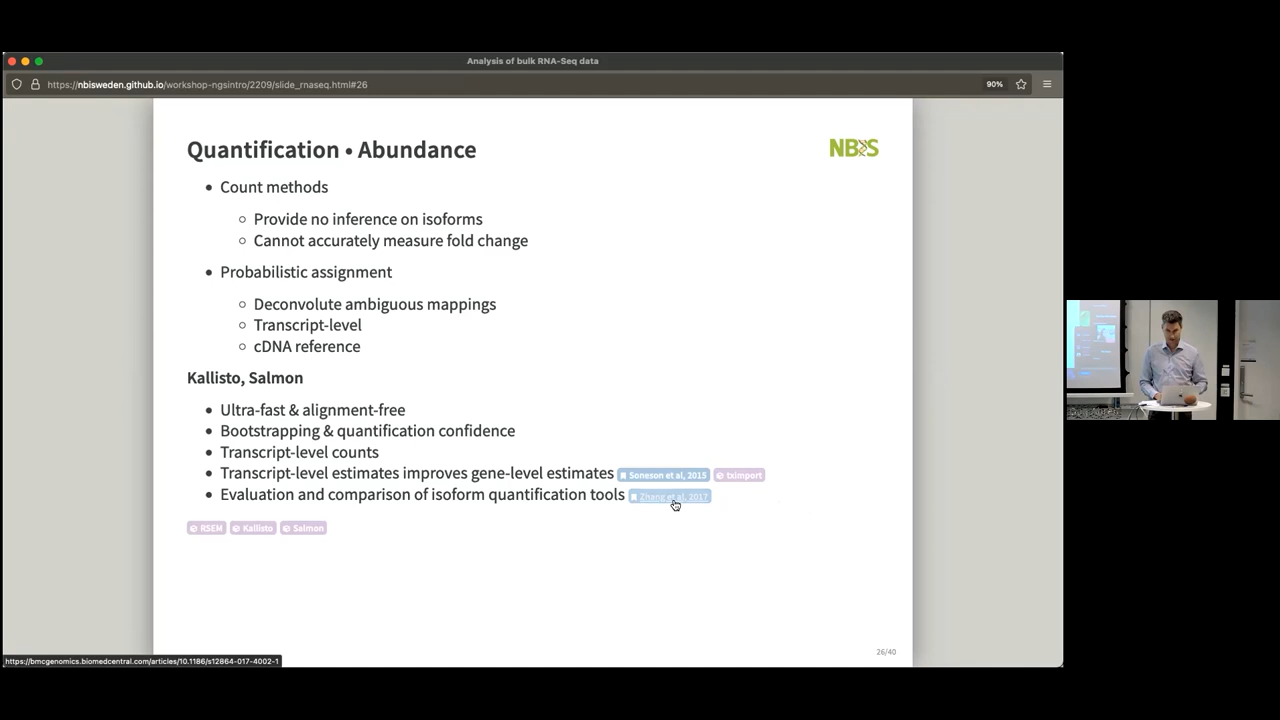 Analysis of bulk RNA-Seq data
https://nbisweden.github.io/workshop-ngsintro/2209/slide_rnaseq.html#26
90%
Quantification • Abundance
NBIS
• Count methods
○ Provide no inference on isoforms
○ Cannot accurately measure fold change
• Probabilistic assignment
○ Deconvolute ambiguous mappings
○ Transcript-level
○ cDNA reference
Kallisto, Salmon
• Ultra-fast & alignment-free
• Bootstrapping & quantification confidence
• Transcript-level counts
• Transcript-level estimates improves gene-level estimates Soneson et al, 2015 tximport
• Evaluation and comparison of isoform quantification tools Zhang et al, 2017
RSEM Kallisto Salmon
26/40
https://bmcgenomics.biomedcentral.com/articles/10.1186/s12864-017-4002-1